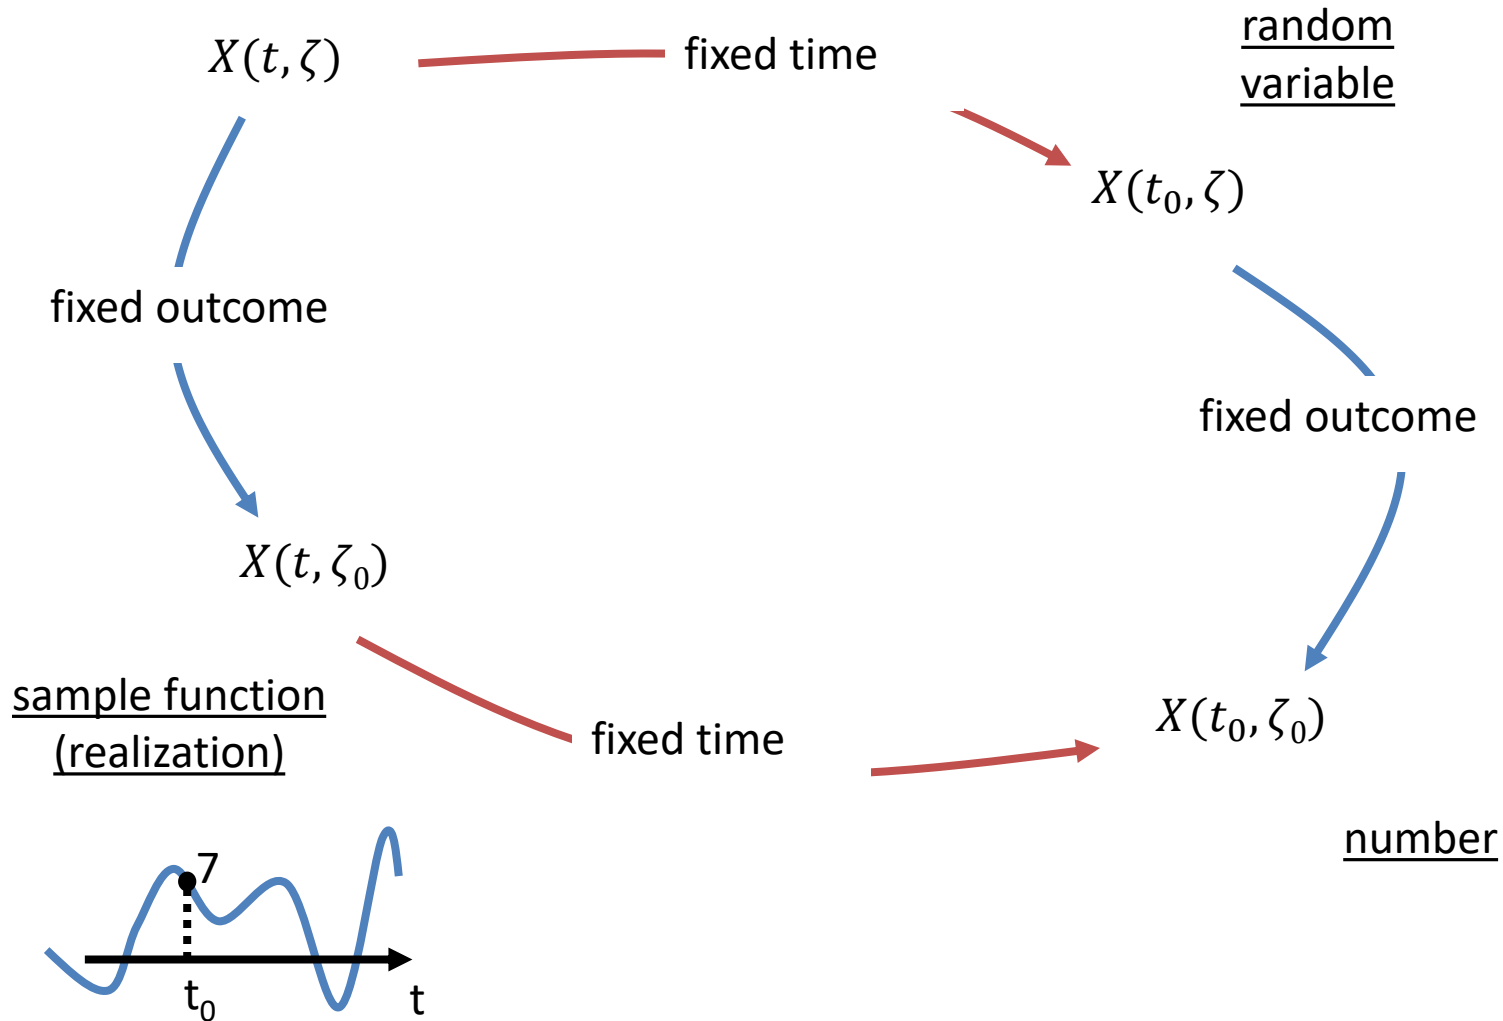 X(t, ζ)
fixed time
random
variable
X(t₀, ζ)
fixed outcome
fixed outcome
X(t, ζ₀)
sample function
(realization)
fixed time
X(t₀, ζ₀)
number
7
t₀
t